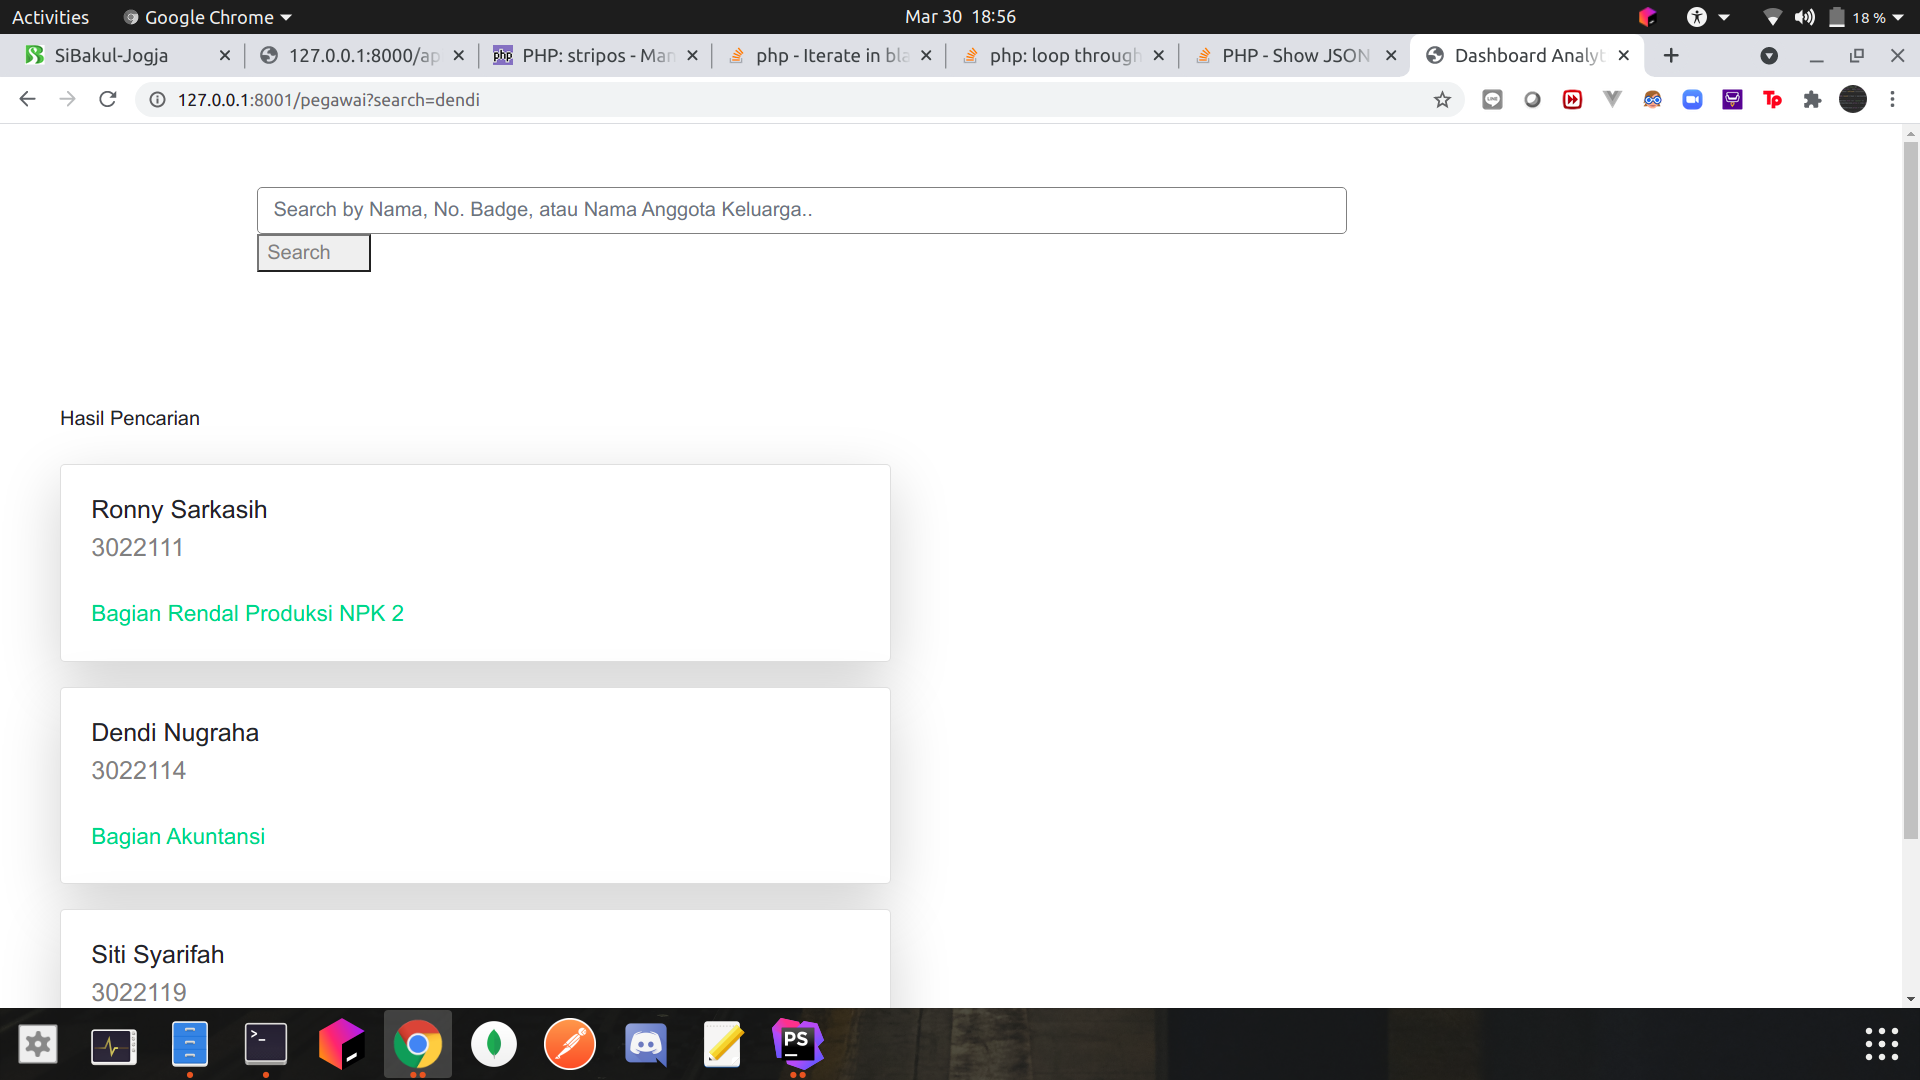 Activities Google Chrome Mar 30 18:56 18 %
SiBakul-Jogja 127.0.0.1:8000/ap php PHP: stripos - Man php - Iterate in bla php: loop through PHP - Show JSON Dashboard Analyt
127.0.0.1:8001/pegawai?search=dendi Tp
Search by Nama, No. Badge, atau Nama Anggota Keluarga..
Search
Hasil Pencarian
Ronny Sarkasih
3022111
Bagian Rendal Produksi NPK 2
Dendi Nugraha
3022114
Bagian Akuntansi
Siti Syarifah
3022119
PS